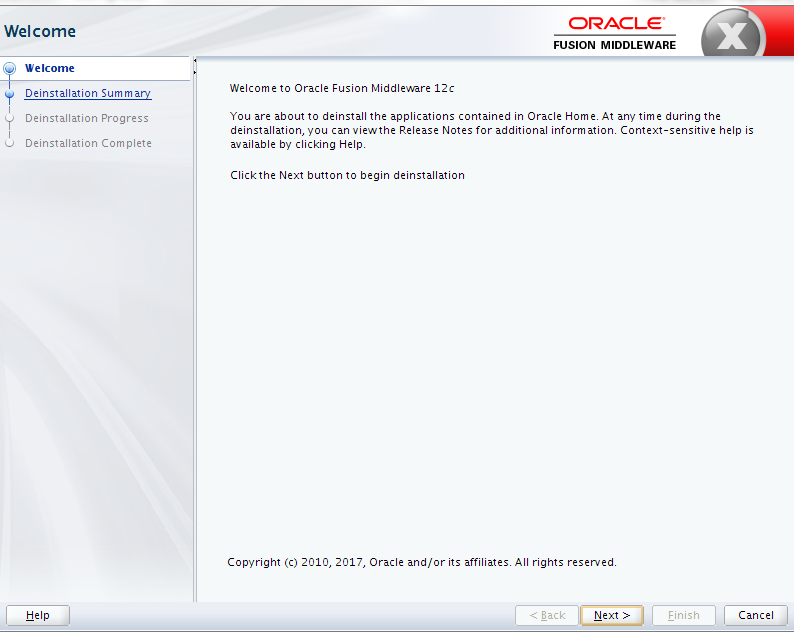 Welcome
ORACLE
FUSION MIDDLEWARE
X
Welcome
Deinstallation Summary
Deinstallation Progress
Deinstallation Complete
Welcome to Oracle Fusion Middleware 12c
You are about to deinstall the applications contained in Oracle Home. At any time during the
deinstallation, you can view the Release Notes for additional information. Context-sensitive help is
available by clicking Help.
Click the Next button to begin deinstallation
Copyright (c) 2010, 2017, Oracle and/or its affiliates. All rights reserved.
Help
< Back
Next >
Finish
Cancel